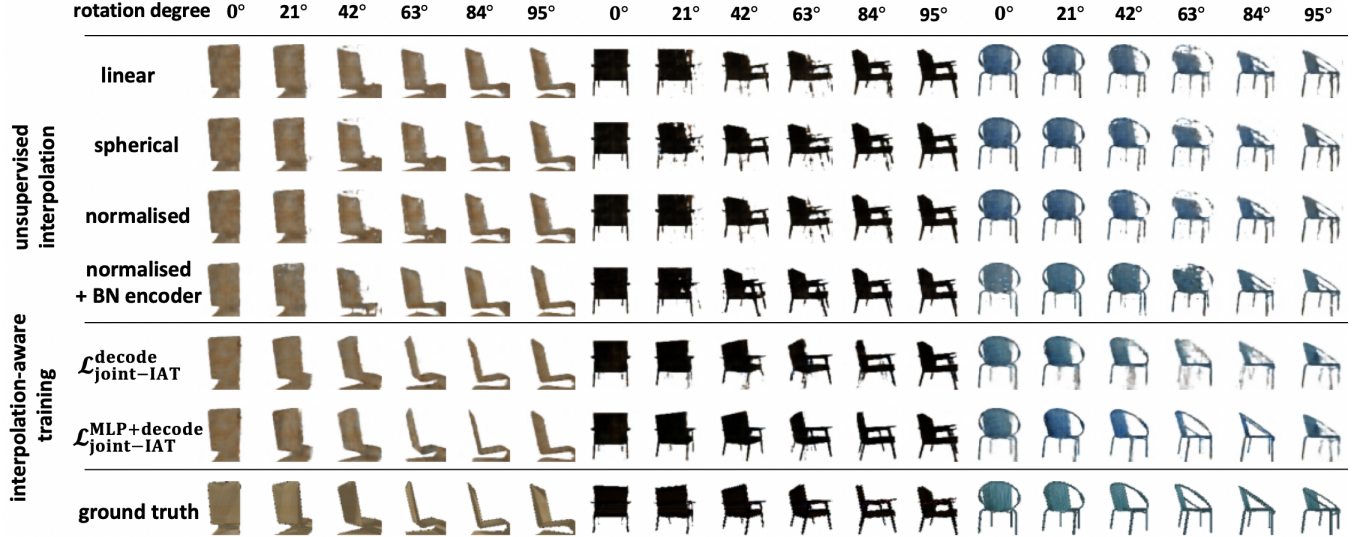 rotation degree 0° 21° 42° 63° 84° 95° 0° 21° 42° 63° 84° 95° 0° 21° 42° 63° 84° 95°
unsupervised
interpolation
linear
spherical
normalised
normalised
+ BN encoder
interpolation-aware
training
ℒ^decode_joint−IAT
ℒ^MLP+decode_joint−IAT
ground truth